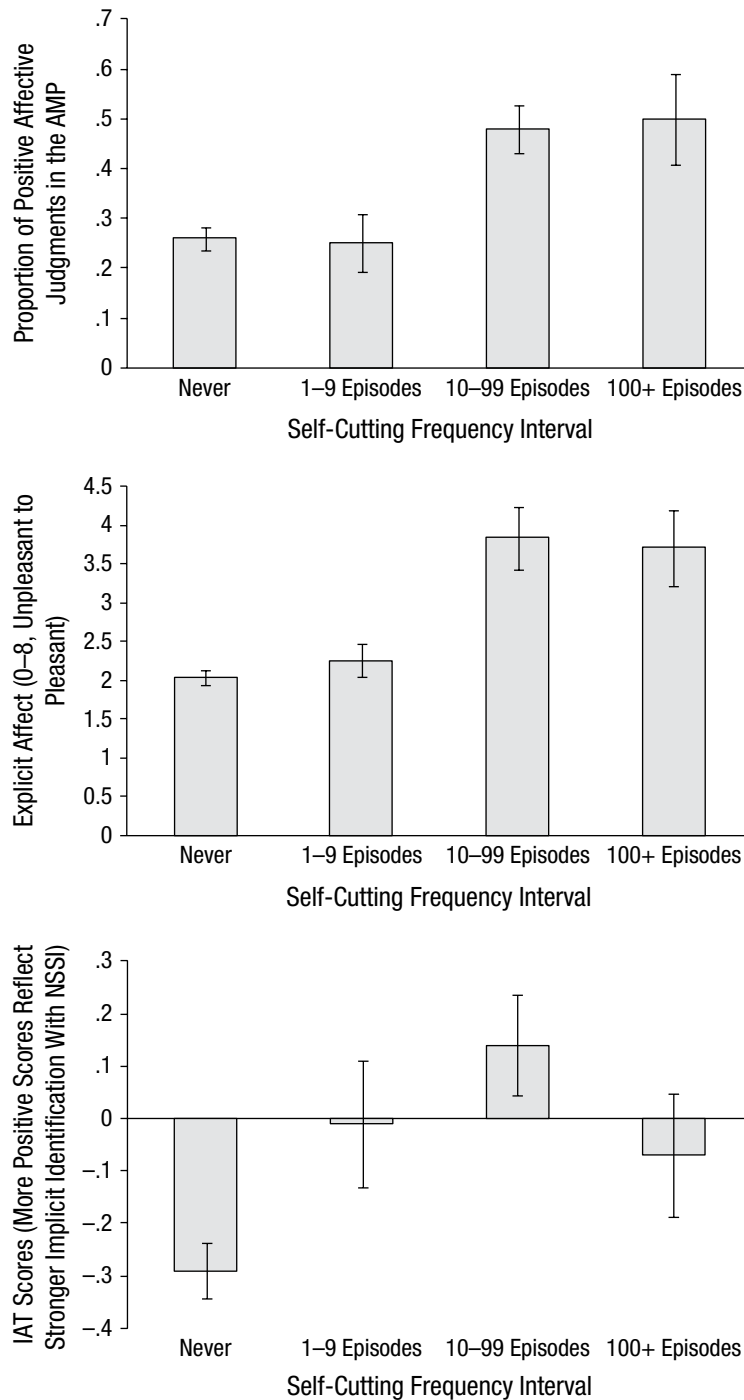 Proportion of Positive Affective
Judgments in the AMP
.7
.6
.5
.4
.3
.2
.1
0
Never
1–9 Episodes
10–99 Episodes
100+ Episodes
Self-Cutting Frequency Interval
Explicit Affect (0–8, Unpleasant to
Pleasant)
4.5
4
3.5
3
2.5
2
1.5
1
0.5
0
Never
1–9 Episodes
10–99 Episodes
100+ Episodes
Self-Cutting Frequency Interval
IAT Scores (More Positive Scores Reflect
Stronger Implicit Identification With NSSI)
.3
.2
.1
0
–.1
–.2
–.3
–.4
Never
1–9 Episodes
10–99 Episodes
100+ Episodes
Self-Cutting Frequency Interval